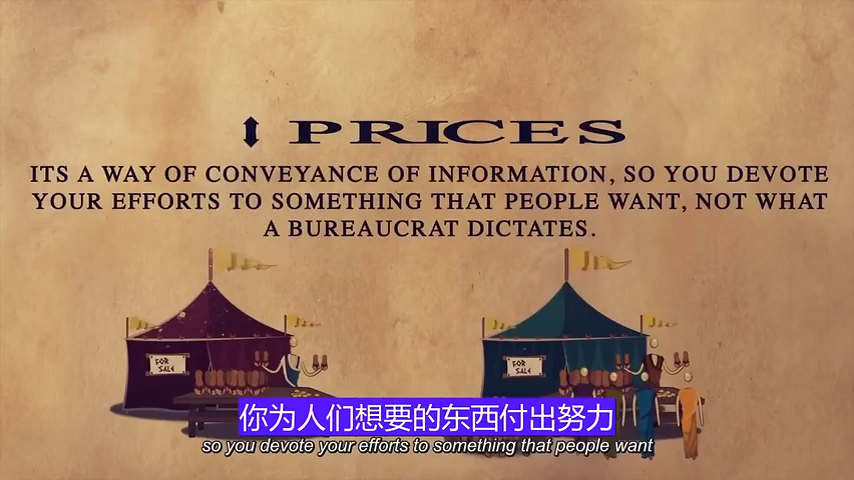 PRICES
ITS A WAY OF CONVEYANCE OF INFORMATION, SO YOU DEVOTE
YOUR EFFORTS TO SOMETHING THAT PEOPLE WANT, NOT WHAT
A BUREAUCRAT DICTATES.
FOR
SALE
FOR
SALE
你为人们想要的东西付出努力
so you devote your efforts to something that people want